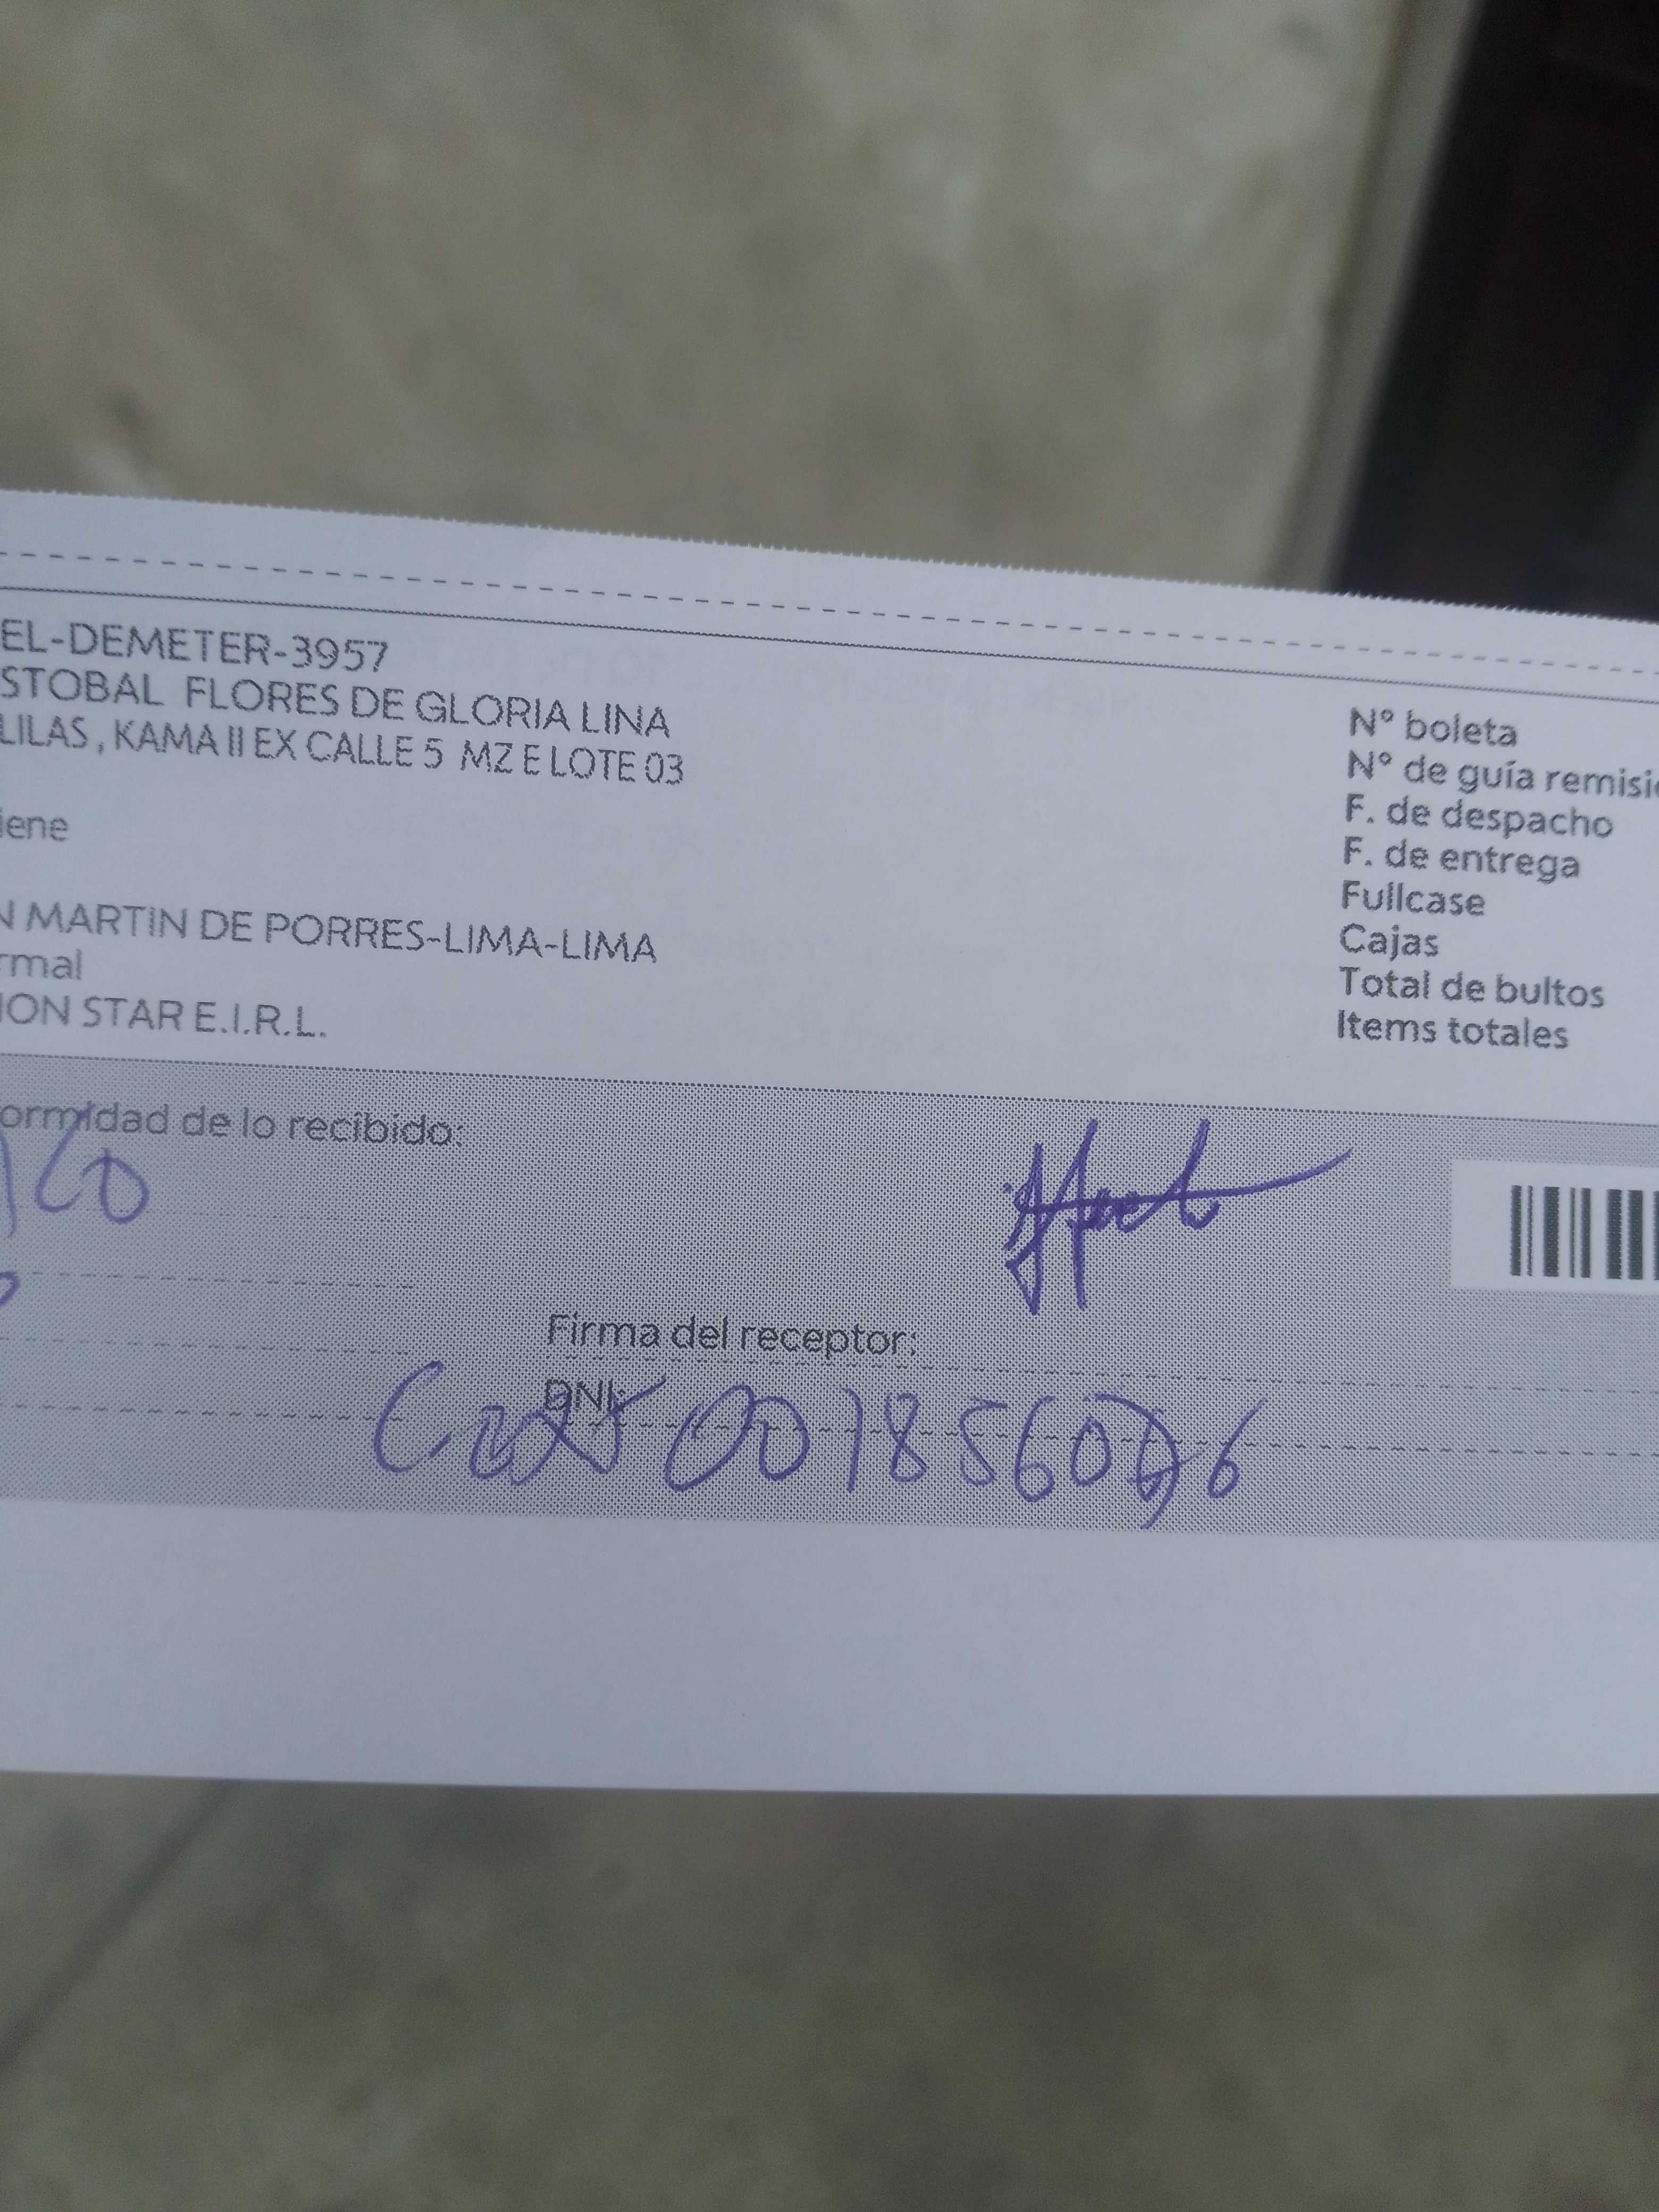 EL-DEMETER-3957
STOBAL FLORES DE GLORIA LINA
LILAS, KAMA II EX CALLE 5 MZ E LOTE 03
iene
N MARTIN DE PORRES-LIMA-LIMA
rmal
ION STAR E.I.R.L.
N° boleta
N° de guía remisi
F. de despacho
F. de entrega
Fullcase
Cajas
Total de bultos
Items totales
ormidad de lo recibido:
Firma del receptor:
DNI: